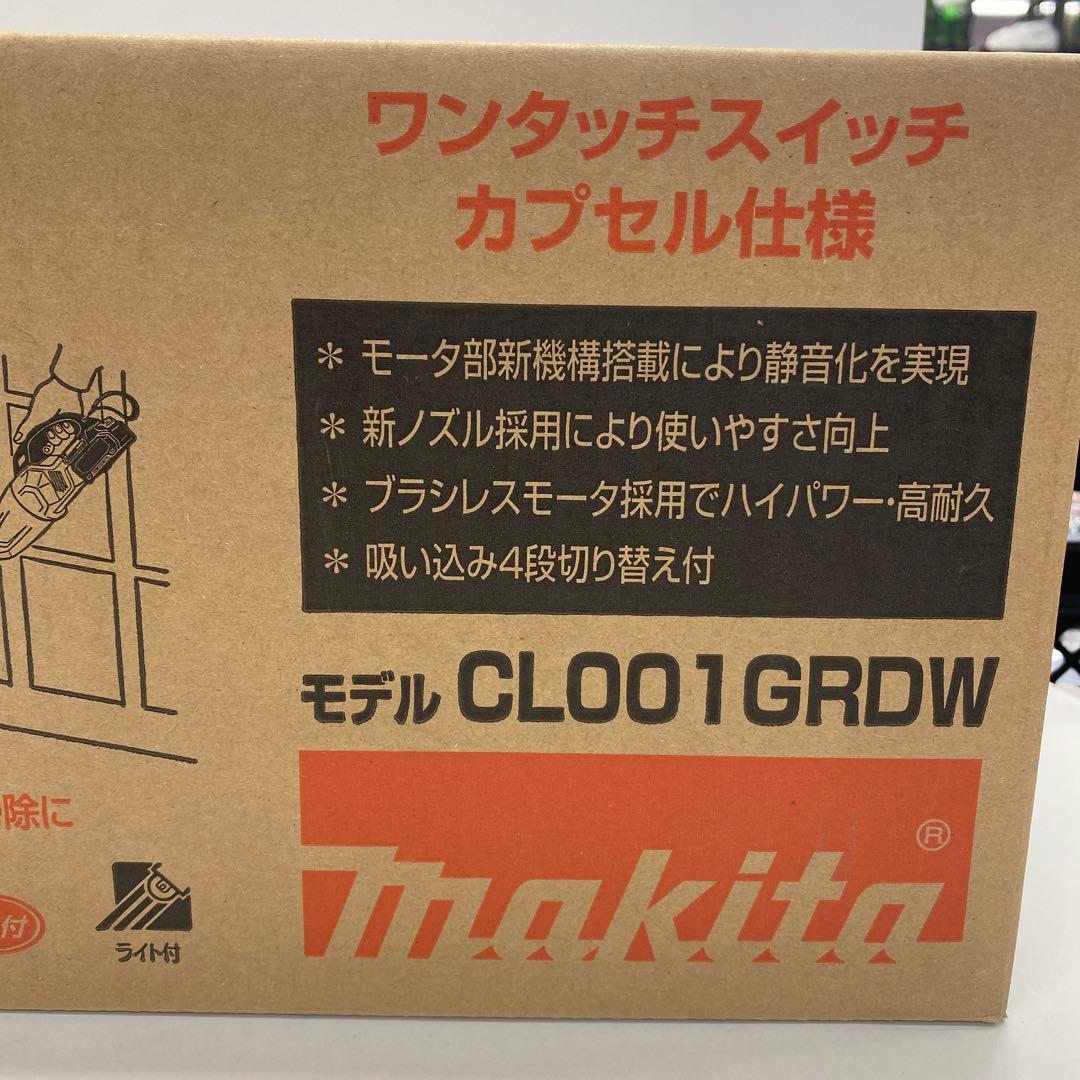 ワンタッチスイッチ
カプセル仕様
* モータ部新機構搭載により静音化を実現
* 新ノズル採用により使いやすさ向上
* ブラシレスモータ採用でハイパワー・高耐久
* 吸い込み4段切り替え付
モデル CL001GRDW
除に
付
ライト付
makita®